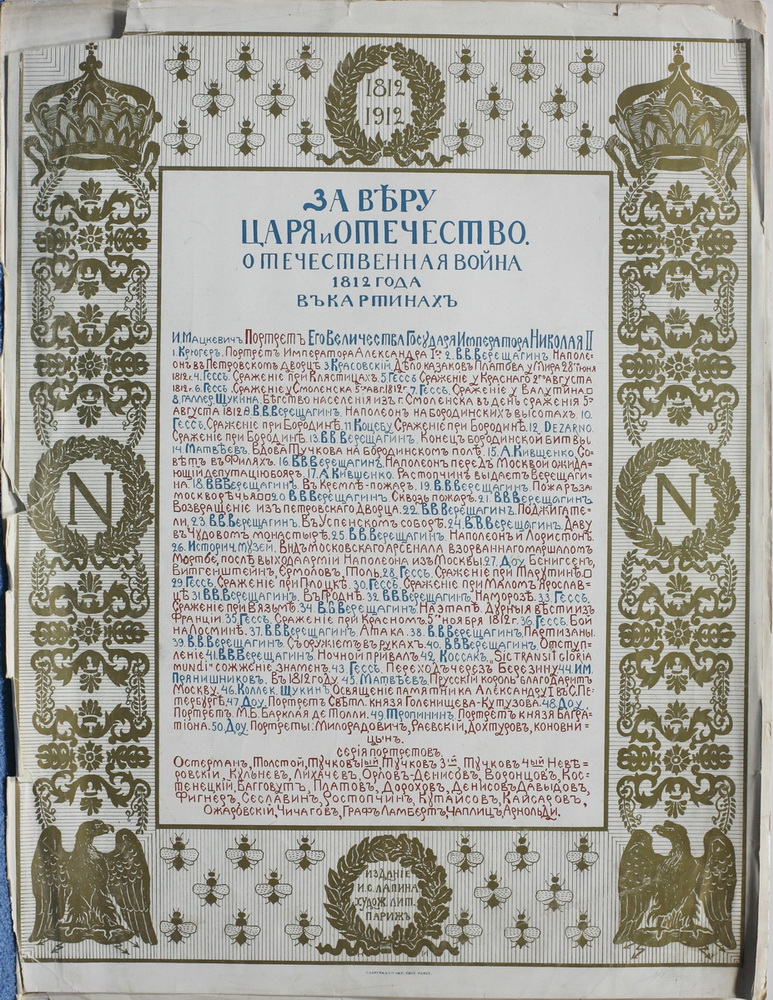 1812
1912
ЗА ВѢРУ
ЦАРЯ и ОТЕЧЕСТВО.
ОТЕЧЕСТВЕННАЯ ВОЙНА
1812 ГОДА
ВЪ КАРТИНАХЪ
И. Мацкевичъ Портретъ Его Величества Государя Императора Николая II
1. Крюгеръ. Портретъ Императора Александра Iго 2. В.В.Верещагинъ Наполе=
онъ въ Петровскомъ Дворцѣ 3 Красовскій, Дѣло казаковъ Платова у Мира 28го июня
1812 г. 4. Гессъ. Сраженіе при Клястицахъ 5. Гессъ Сраженіе у Краснаго 2го августа
1812 г. 6. Гессъ. Сраженіе у Смоленска 5го авг. 1812 г. 7. Гессъ. Сраженіе у Валутина
8. Галлер. Щукина. Бѣгство населения изъ г. Смоленска въ день сраженія 5го
августа 1812 9. В.В.Верещагинъ. Наполеонъ на бородинскихъ высотахъ. 10.
Гессъ, Сраженіе при Бородинѣ. 11 Коцебу Сраженіе при Бородинѣ. 12. Dezarno.
Сраженіе при Бородинѣ 13. В.В. Верещагинъ. Конецъ бородинской битвы.
14. Матвѣевъ. Вдова Тучкова на бородинскомъ полѣ. 15. А. Кившенко. Со=
вѣтъ въ Филяхъ. 16. В.В.Верещагинъ. Наполеонъ передъ Москвой ожида=
ющи депутацію бояръ. 17. А. Кившенко. Растопчинъ выдаетъ Верещаги=
на. 18. В.В.Верещагинъ. Въ Кремлѣ-пожаръ. 19. В.В.Верещагинъ. Пожаръ за=
москворѣчья 20. В.В.Верещагинъ. Сквозь пожаръ. 21. В.В.Верещагинъ.
Возвращеніе изъ петровскаго Дворца. 22. В.В.Верещагинъ. Поджигате=
ли. 23. В.В.Верещагинъ. Въ Успенскомъ соборѣ. 24. В.В.Верещагинъ. Даву
въ Чудовомъ монастырѣ. 25. В.В.Верещагинъ. Наполеонъ и Лористонъ.
26. Историч. музей. Видъ московскаго арсенала взорваннаго маршаломъ
Мортье, послѣ выхода арміи Наполеона изъ Москвы. 27. Доу. Бенигсенъ,
Витгенштейнъ, Ермоловъ, Толь. 28. Гессъ. Сраженіе при Тарутинѣ
29. Гессъ. Сраженіе при Плоцкѣ. 30. Гессъ. Сраженіе при Маломъ Ярослав=
цѣ 31 В.В.Верещагинъ. Въ Гроднѣ. 32. В.В.Верещагинъ. На морозѣ. 33. Гессъ.
Сраженіе при Вязьмѣ. 34. В.В.Верещагинъ. На этапѣ. Дурныя вѣсти изъ
Франціи 35. Гессъ. Сраженіе при Красномъ 5го ноября 1812 г. 36. Гессъ Бой
на Лосминѣ. 37. В.В.Верещагинъ. Атака. 38. В.В.Верещагинъ. Партизаны.
39. В.В.Верещагинъ. Съ оружіемъ въ рукахъ. 40. В.В.Верещагинъ. Отступ=
леніе 41. В.В.Верещагинъ. Ночной привалъ. 42. Коссакъ. "Sic transit gloria
mundi" сожженіе знаменъ. 43. Гессъ. Переходъ черезъ Березину 44. И.М.
Прянишниковъ. Въ 1812 году. 45. Матвѣевъ. Прусскій король благодаритъ
Москву. 46. Коллек. Щукинъ Освященіе памятника Александру I въ С. Пе=
тербургѣ. 47. Доу. Портретъ Свѣтл. князя Голенищева-Кутузова. 48. Доу.
Портретъ М.Б. Барклая де Толли. 49. Тропининъ. Портретъ князя Багра=
тіона. 50. Доу. Портреты: Милорадовичъ, Раевскій, Дохтуровъ, коновни=
цынъ.
серія портретовъ.
Остерманъ, Толстой, Тучковъ 1ый, Тучковъ 3ій, Тучковъ 4ый Невѣ=
ровскій, Кульневъ, Лихачевъ, Орловъ-Денисовъ, Воронцовъ, Кос=
тенецкій, Багговутъ, Платовъ, Дороховъ, Денисовъ Давыдовъ,
Фигнеръ, Сеславинъ, Ростопчинъ, Кутайсовъ, Кайсаровъ,
Ожаровскій, Чичаговъ, Графъ Ламбертъ, Чаплицъ, Арнольди.
N
N
ИЗДАНІЕ
И.С.ЛАПИНА
ХУДОЖ. ЛИТ.
ПАРИЖЪ